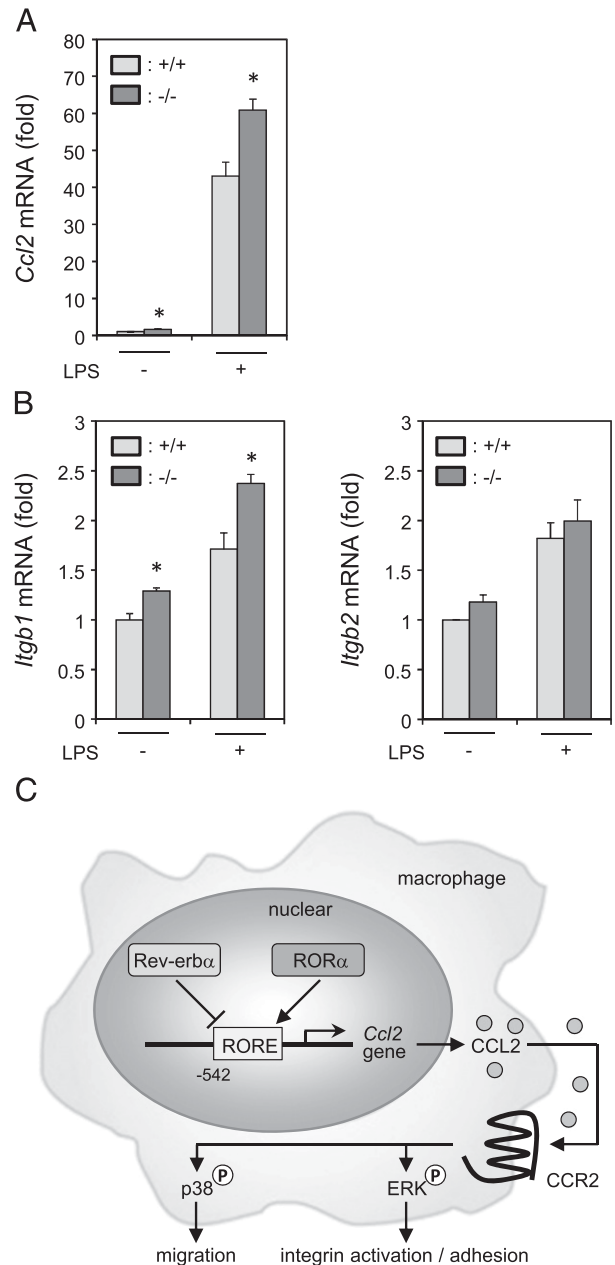 A
Ccl2 mRNA (fold)
80
70
60
50
40
30
20
10
0
: +/+
: -/-
*
*
LPS - +
B
Itgb1 mRNA (fold)
3
2.5
2
1.5
1
0.5
0
: +/+
: -/-
*
*
LPS - +
Itgb2 mRNA (fold)
3
2.5
2
1.5
1
0.5
0
: +/+
: -/-
LPS - +
C
macrophage
nuclear
Rev-erbα
RORα
RORE
-542
Ccl2
gene
CCL2
CCR2
p38 P
ERK P
migration
integrin activation / adhesion